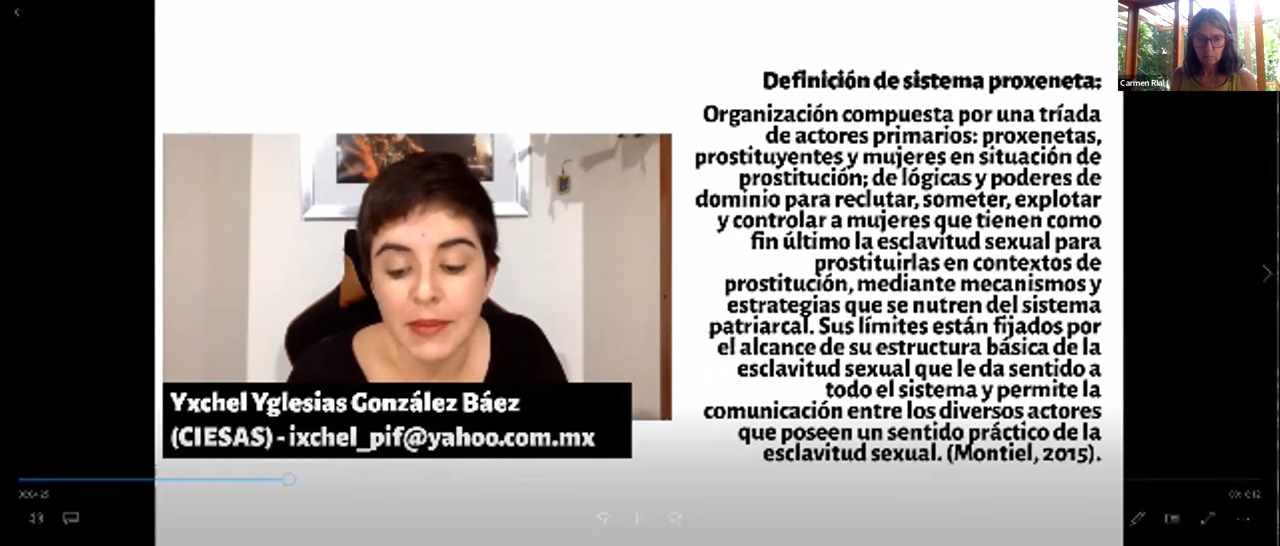 Carmen Rial
Definición de sistema proxeneta:
Organización compuesta por una tríada
de actores primarios: proxenetas,
prostituyentes y mujeres en situación de
prostitución; de lógicas y poderes de
dominio para reclutar, someter, explotar
y controlar a mujeres que tienen como
fin último la esclavitud sexual para
prostituirlas en contextos de
prostitución, mediante mecanismos y
estrategias que se nutren del sistema
patriarcal. Sus límites están fijados por
el alcance de su estructura básica de la
esclavitud sexual que le da sentido a
todo el sistema y permite la
comunicación entre los diversos actores
que poseen un sentido práctico de la
esclavitud sexual. (Montiel, 2015).
Yxchel Yglesias González Báez
(CIESAS) - ixchel_pif@yahoo.com.mx